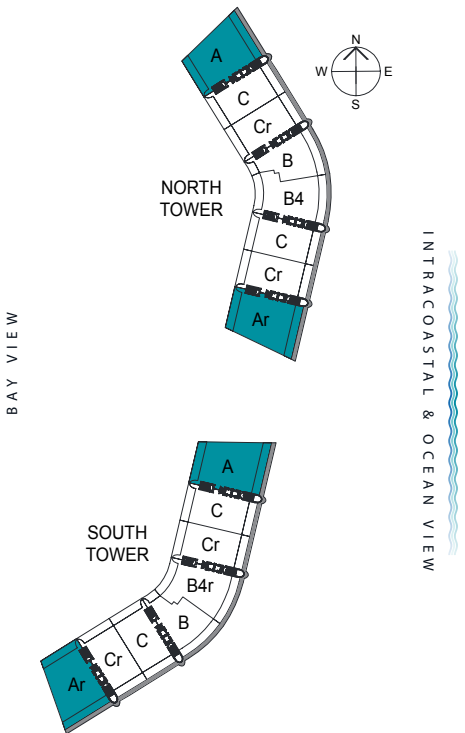 A
C
Cr
B
B4
C
Cr
Ar
NORTH
TOWER
N
W E
S
BAY VIEW
INTRACOASTAL & OCEAN VIEW
A
C
Cr
B4r
B
C
Cr
Ar
SOUTH
TOWER